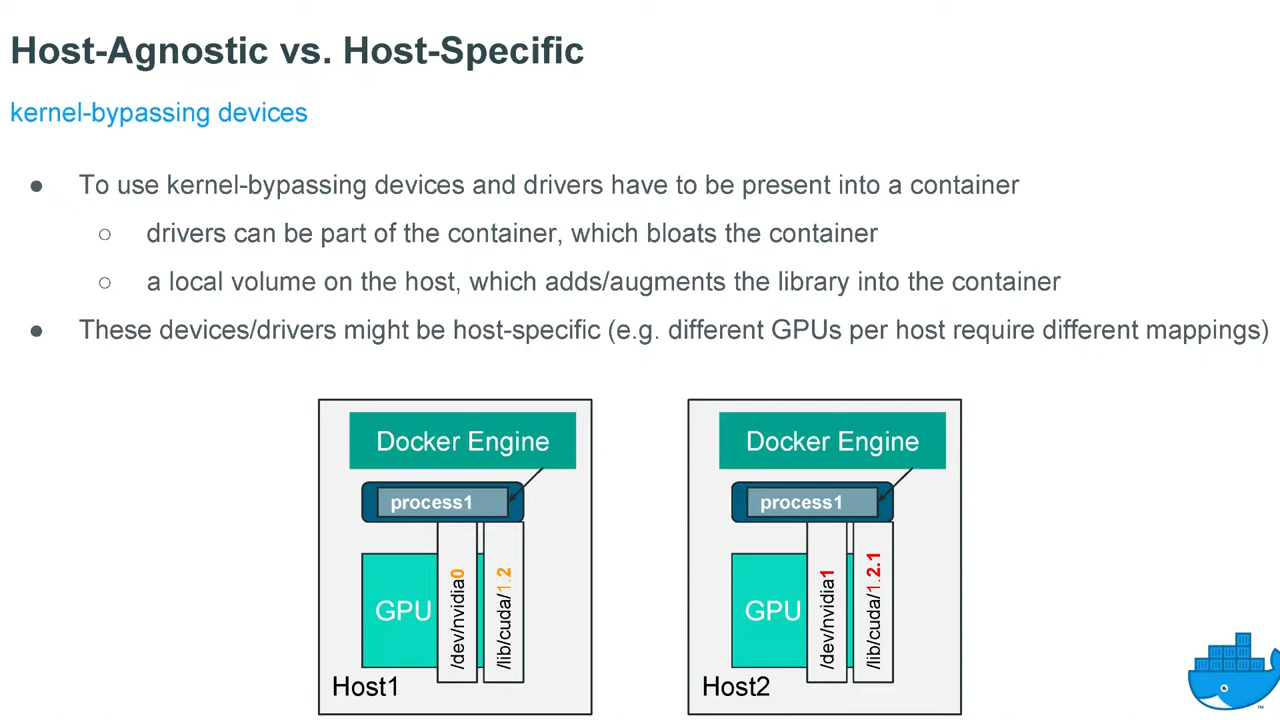 Host-Agnostic vs. Host-Specific
kernel-bypassing devices
● To use kernel-bypassing devices and drivers have to be present into a container
○ drivers can be part of the container, which bloats the container
○ a local volume on the host, which adds/augments the library into the container
● These devices/drivers might be host-specific (e.g. different GPUs per host require different mappings)
Docker Engine
process1
GPU
/dev/nvidia0
/lib/cuda/1.2
Host1
Docker Engine
process1
GPU
/dev/nvidia1
/lib/cuda/1.2.1
Host2